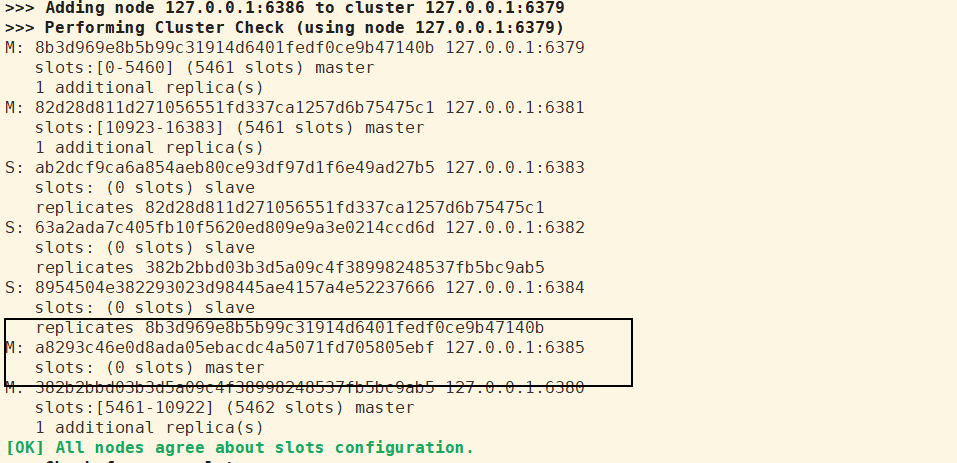 >>> Adding node 127.0.0.1:6386 to cluster 127.0.0.1:6379
>>> Performing Cluster Check (using node 127.0.0.1:6379)
M: 8b3d969e8b5b99c31914d6401fedf0ce9b47140b 127.0.0.1:6379
slots:[0-5460] (5461 slots) master
1 additional replica(s)
M: 82d28d811d271056551fd337ca1257d6b75475c1 127.0.0.1:6381
slots:[10923-16383] (5461 slots) master
1 additional replica(s)
S: ab2dcf9ca6a854aeb80ce93df97d1f6e49ad27b5 127.0.0.1:6383
slots: (0 slots) slave
replicates 82d28d811d271056551fd337ca1257d6b75475c1
S: 63a2ada7c405fb10f5620ed809e9a3e0214ccd6d 127.0.0.1:6382
slots: (0 slots) slave
replicates 382b2bbd03b3d5a09c4f38998248537fb5bc9ab5
S: 8954504e382293023d98445ae4157a4e52237666 127.0.0.1:6384
slots: (0 slots) slave
replicates 8b3d969e8b5b99c31914d6401fedf0ce9b47140b
M: a8293c46e0d8ada05ebacdc4a5071fd705805ebf 127.0.0.1:6385
slots: (0 slots) master
M: 382b2bbd03b3d5a09c4f38998248537fb5bc9ab5 127.0.0.1:6380
slots:[5461-10922] (5462 slots) master
1 additional replica(s)
[OK] All nodes agree about slots configuration.